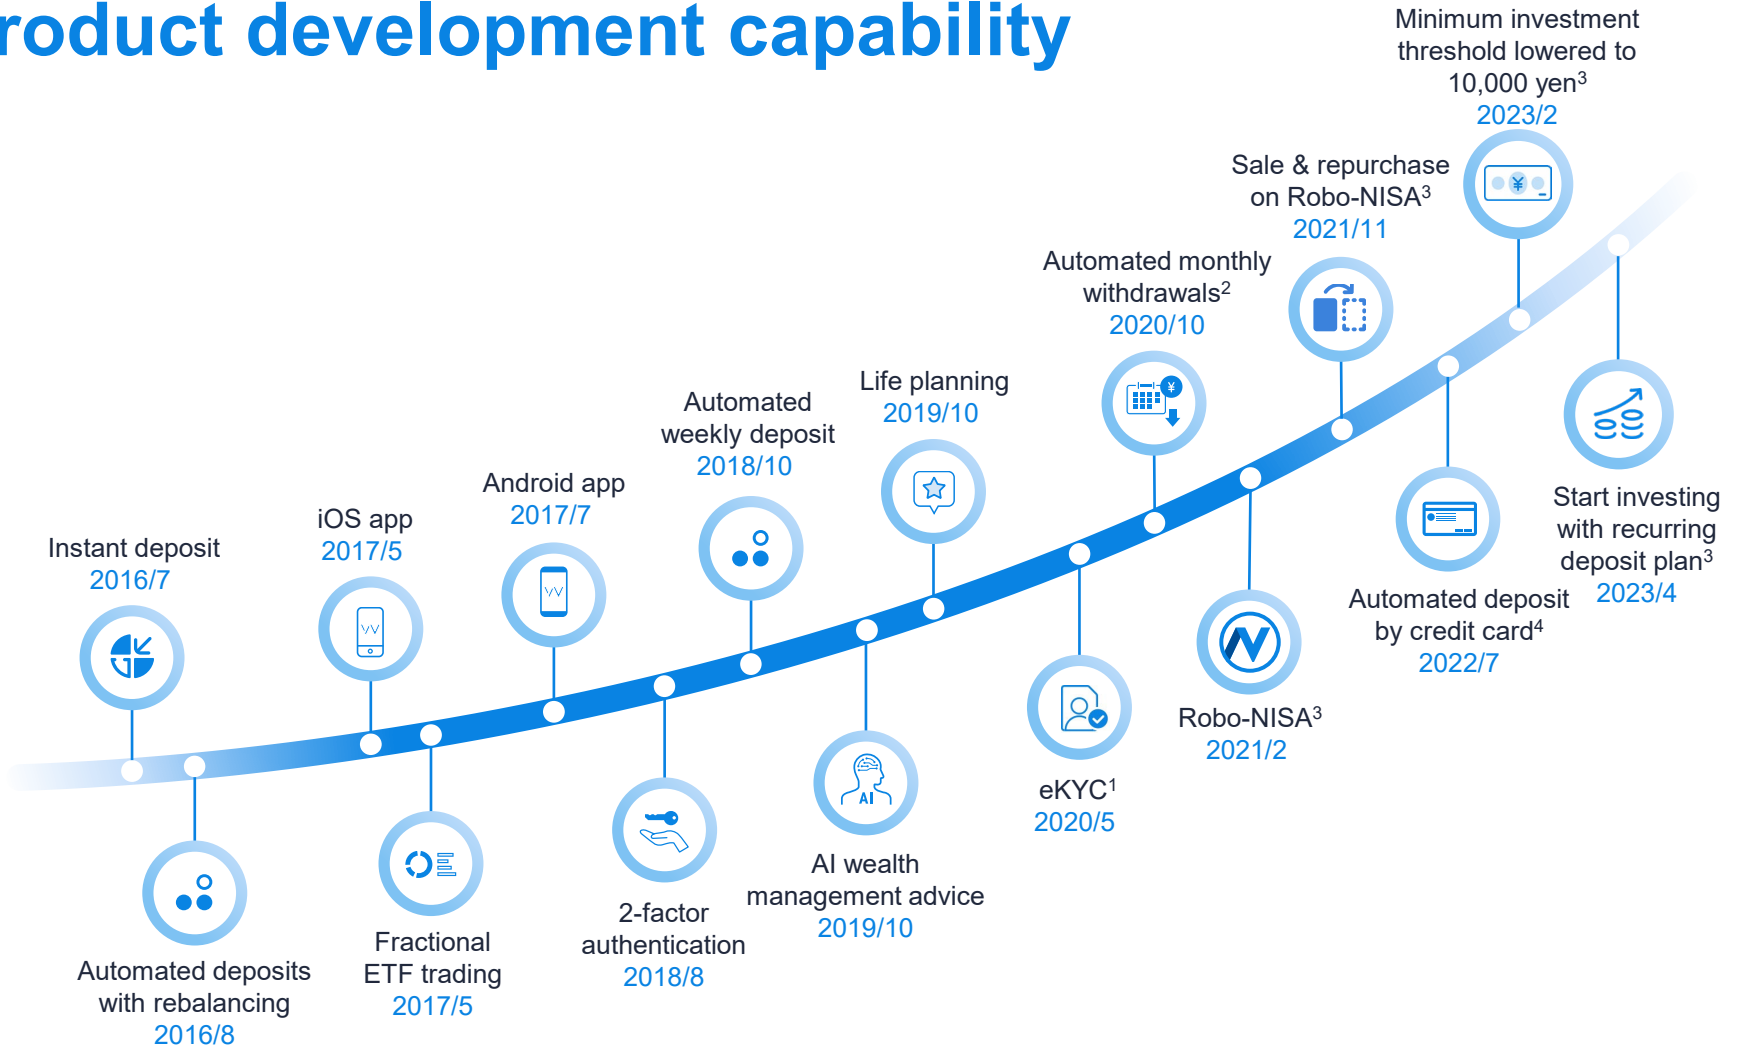 roduct development capability
Instant deposit
2016/7
Automated deposits
with rebalancing
2016/8
iOS app
2017/5
Fractional
ETF trading
2017/5
Android app
2017/7
2-factor
authentication
2018/8
Automated
weekly deposit
2018/10
AI
AI wealth
management advice
2019/10
Life planning
2019/10
eKYC¹
2020/5
Automated monthly
withdrawals²
2020/10
¥
Robo-NISA³
2021/2
Sale & repurchase
on Robo-NISA³
2021/11
Automated deposit
by credit card⁴
2022/7
Minimum investment
threshold lowered to
10,000 yen³
2023/2
¥
Start investing
with recurring
deposit plan³
2023/4